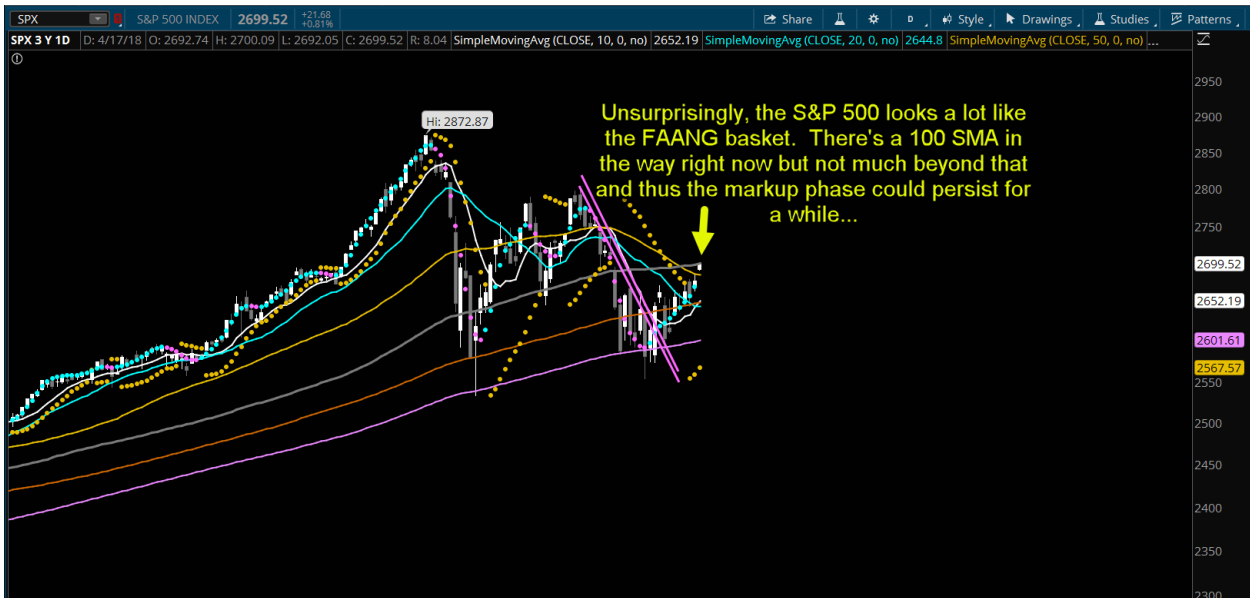 SPX S&P 500 INDEX 2699.52 +21.68 Share D Style Drawings Studies Patterns
+0.81%
SPX 3 Y 1D D: 4/17/18 O: 2692.74 H: 2700.09 L: 2692.05 C: 2699.52 R: 8.04 SimpleMovingAvg (CLOSE, 10, 0, no) 2652.19 SimpleMovingAvg (CLOSE, 20, 0, no) 2644.8 SimpleMovingAvg (CLOSE, 50, 0, no) ...
Hi: 2872.87
Unsurprisingly, the S&P 500 looks a lot like
the FAANG basket. There's a 100 SMA in
the way right now but not much beyond that
and thus the markup phase could persist for
a while...
2950
2900
2850
2800
2750
2699.52
2652.19
2601.61
2567.57
2550
2500
2450
2400
2350
2300